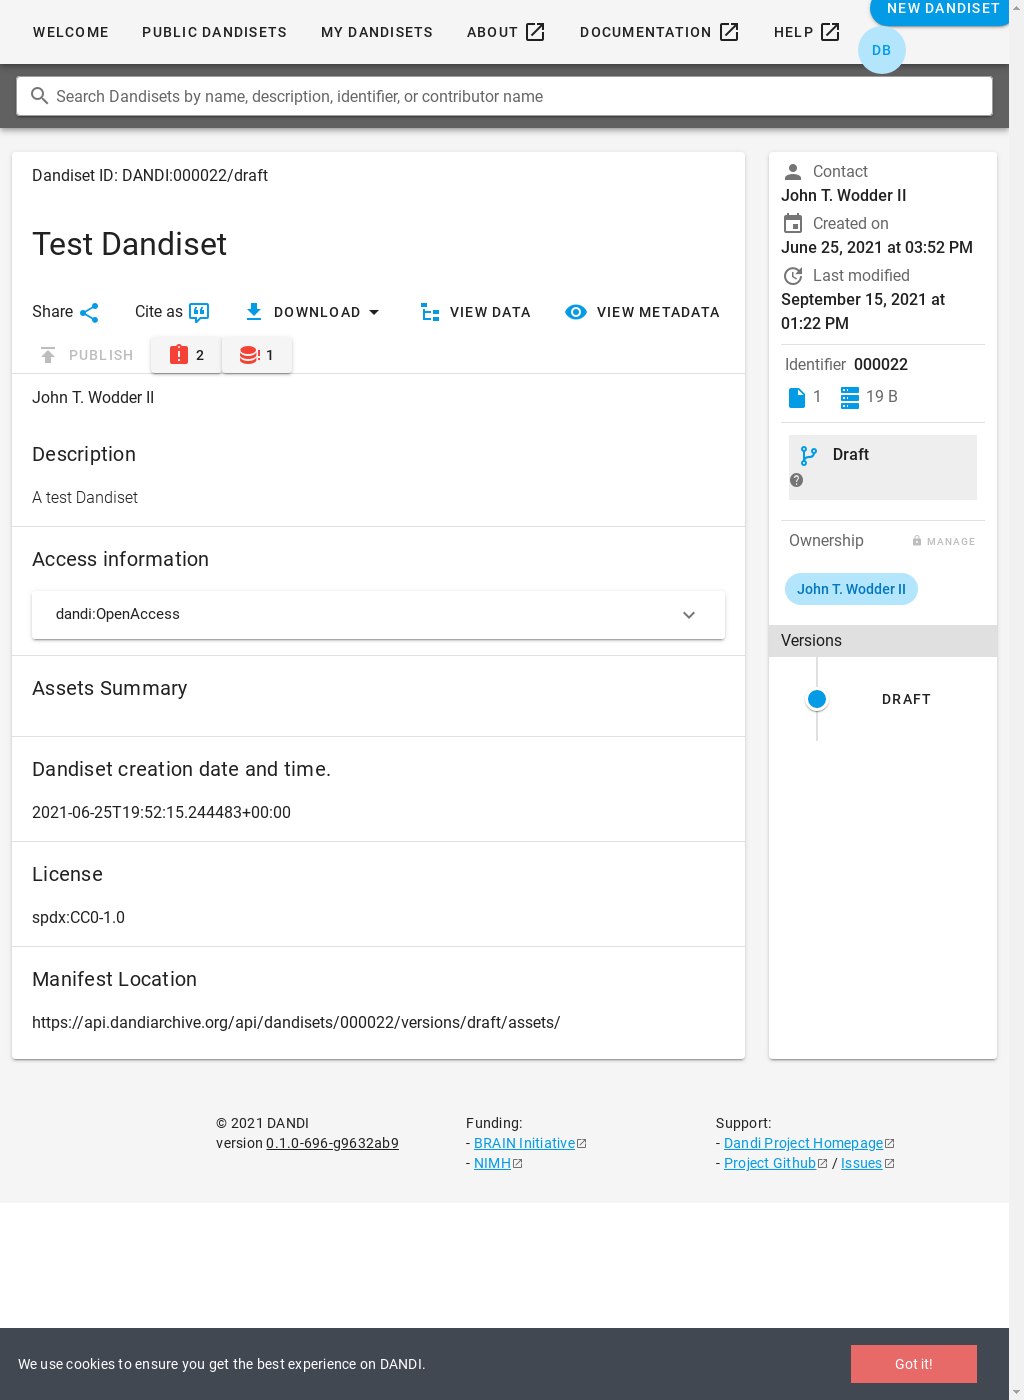 NEW DANDISET
WELCOME PUBLIC DANDISETS MY DANDISETS ABOUT DOCUMENTATION HELP
DB
Search Dandisets by name, description, identifier, or contributor name
Dandiset ID: DANDI:000022/draft
Test Dandiset
Share Cite as DOWNLOAD VIEW DATA VIEW METADATA
PUBLISH 2 1
John T. Wodder II
Description
A test Dandiset
Access information
dandi:OpenAccess
Assets Summary
Dandiset creation date and time.
2021-06-25T19:52:15.244483+00:00
License
spdx:CC0-1.0
Manifest Location
https://api.dandiarchive.org/api/dandisets/000022/versions/draft/assets/
Contact
John T. Wodder II
Created on
June 25, 2021 at 03:52 PM
Last modified
September 15, 2021 at
01:22 PM
Identifier 000022
1 19 B
Draft
Ownership MANAGE
John T. Wodder II
Versions
DRAFT
© 2021 DANDI
version 0.1.0-696-g9632ab9
Funding:
- BRAIN Initiative
- NIMH
Support:
- Dandi Project Homepage
- Project Github / Issues
We use cookies to ensure you get the best experience on DANDI.
Got it!